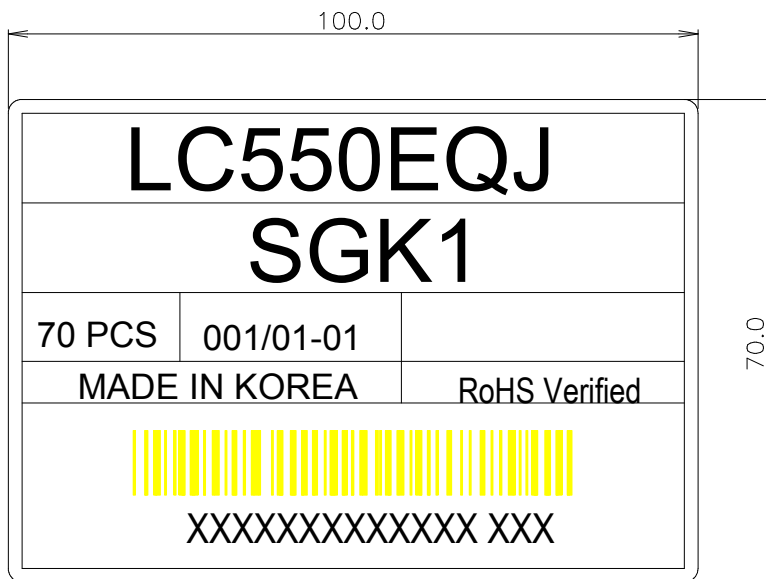 100.0
LC550EQJ
SGK1
70 PCS 001/01-01
70.0
MADE IN KOREA RoHS Verified
XXXXXXXXXXXXX XXX